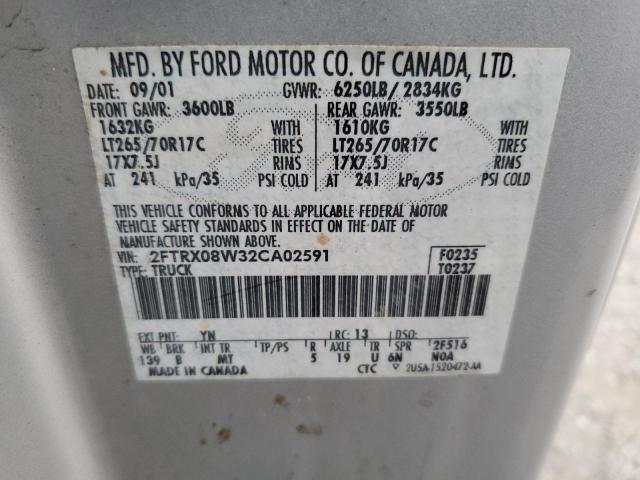 MFD. BY FORD MOTOR CO. OF CANADA, LTD.
DATE: 09/01 GVWR: 6250LB/ 2834KG
FRONT GAWR: 3600LB REAR GAWR: 3550LB
1632KG WITH 1610KG WITH
LT265/70R17C TIRES LT265/70R17C TIRES
17X7.5J RIMS 17X7.5J RIMS
AT 241 kPa/35 PSI COLD AT 241 kPa/35 PSI COLD
THIS VEHICLE CONFORMS TO ALL APPLICABLE FEDERAL MOTOR
VEHICLE SAFETY STANDARDS IN EFFECT ON THE DATE OF
MANUFACTURE SHOWN ABOVE.
VIN: 2FTRX08W32CA02591 F0235
TYPE: TRUCK T0237
EXT PNT: YN RC: 13 DSO:
WB BRK INT TR TP/PS R AXLE TR SPR 2F516
139 B MT 5 19 U 6N NOA
MADE IN CANADA CTC 2U5A-1520472-AA